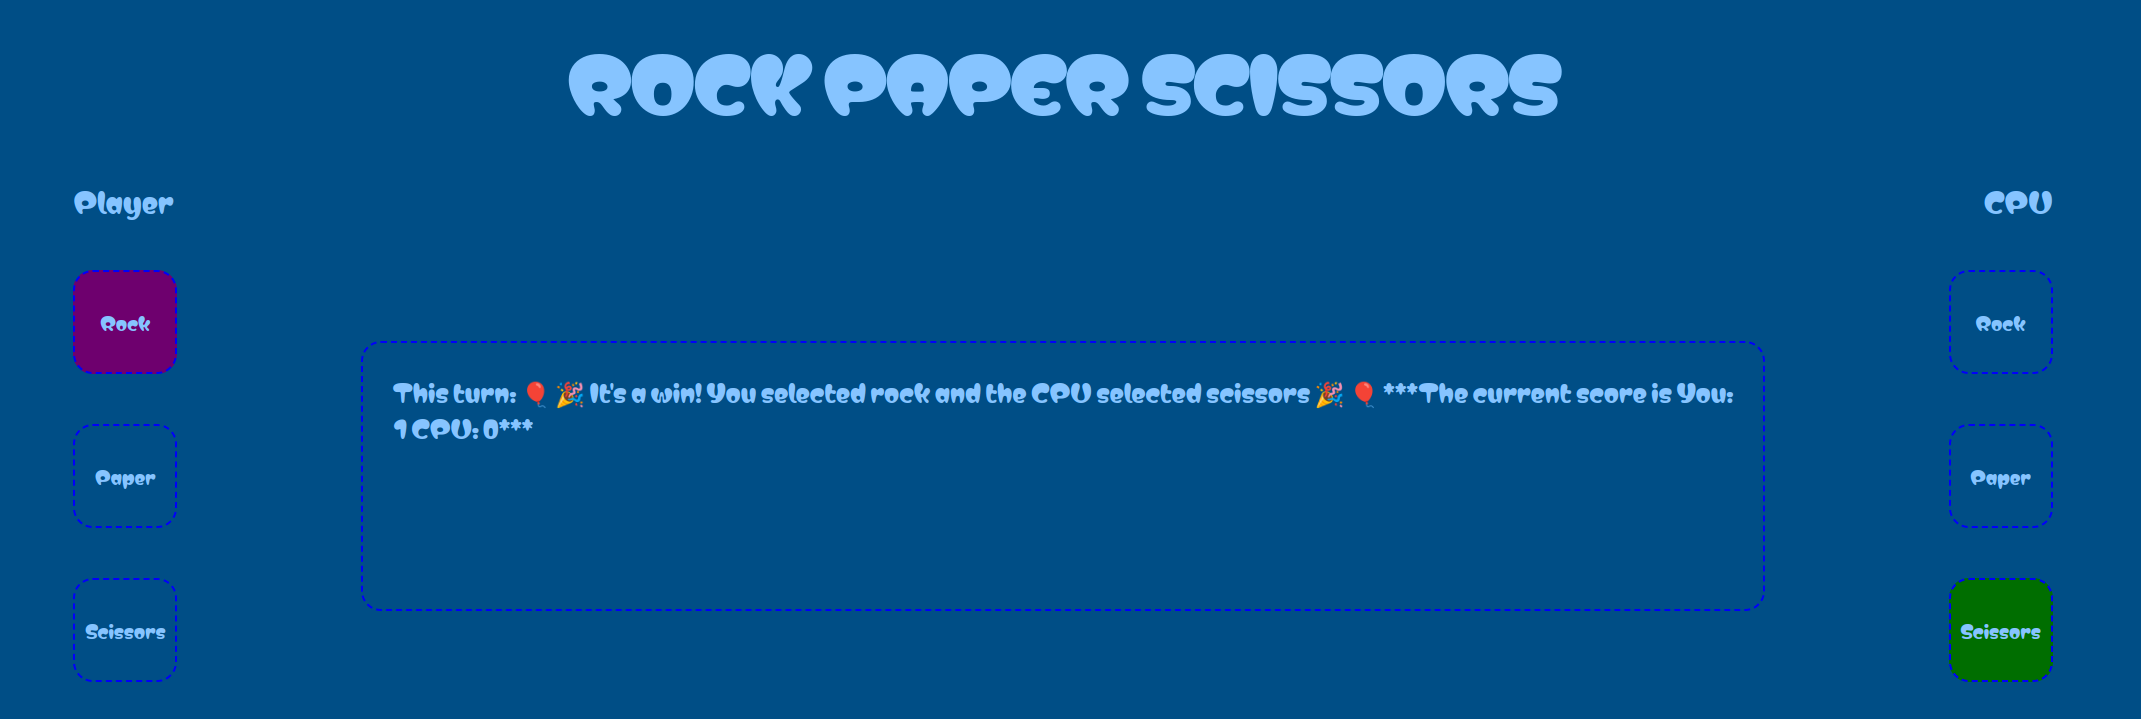 ROCK PAPER SCISSORS
Player
CPU
Rock
Paper
Scissors
This turn: 🎈 🎉 It's a win! You selected rock and the CPU selected scissors 🎉 🎈 ***The current score is You:
1 CPU: 0***
Rock
Paper
Scissors